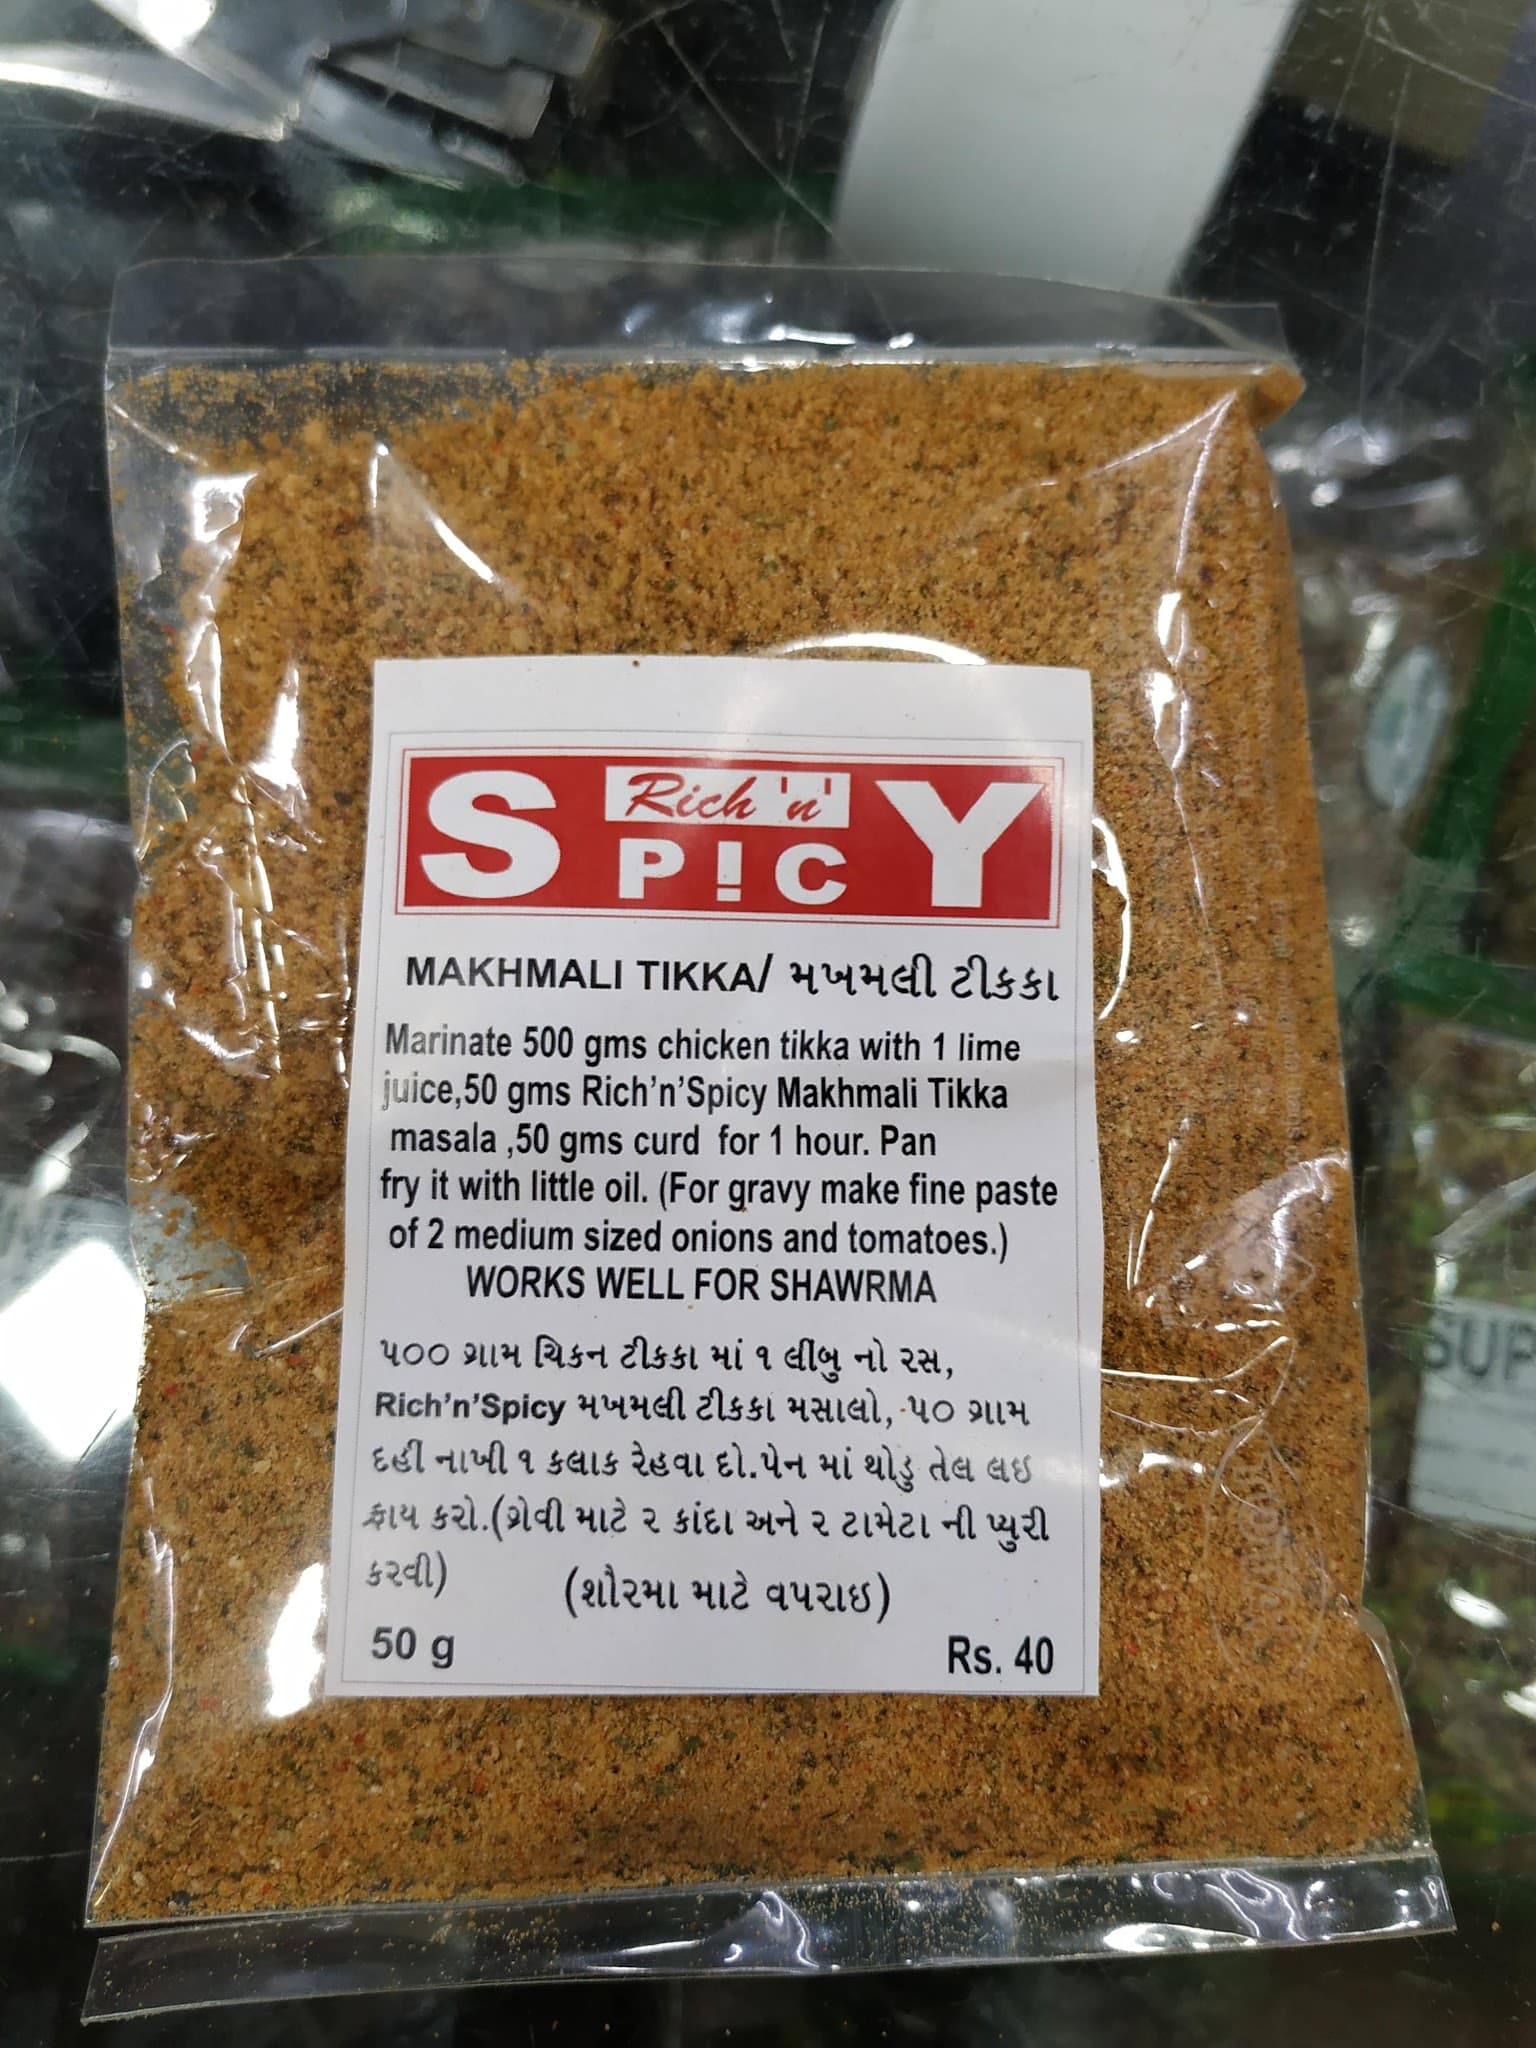 Rich 'n'
SPICY
MAKHMALI TIKKA/ મખમલી ટીકકા
Marinate 500 gms chicken tikka with 1 lime
juice,50 gms Rich'n'Spicy Makhmali Tikka
masala ,50 gms curd for 1 hour. Pan
fry it with little oil. (For gravy make fine paste
of 2 medium sized onions and tomatoes.)
WORKS WELL FOR SHAWRMA
૫૦૦ ગ્રામ ચિકન ટીકકા માં ૧ લીંબુ નો રસ,
Rich'n'Spicy મખમલી ટીકકા મસાલો, ૫૦ ગ્રામ
દહીં નાખી ૧ કલાક રેહવા દો.પેન માં થોડુ તેલ લઇ
ફ્રાય કરો.(ગ્રેવી માટે ૨ કાંદા અને ૨ ટામેટા ની પ્યુરી
કરવી)
(શૌરમા માટે વપરાઇ)
50 g
Rs. 40
SUP